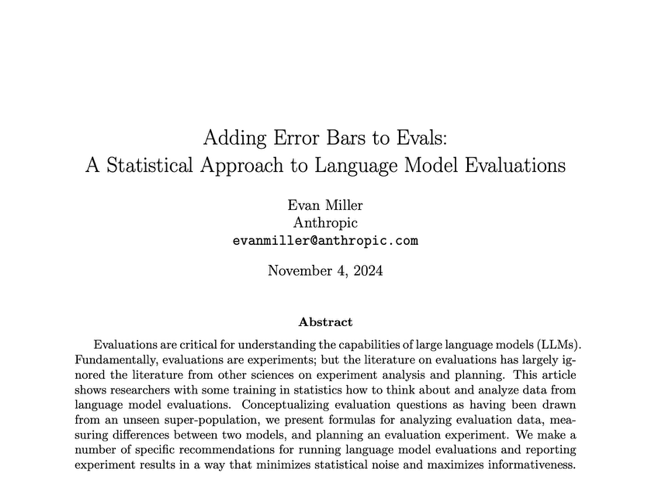 Adding Error Bars to Evals:
A Statistical Approach to Language Model Evaluations
Evan Miller
Anthropic
evanmiller@anthropic.com
November 4, 2024
Abstract
Evaluations are critical for understanding the capabilities of large language models (LLMs).
Fundamentally, evaluations are experiments; but the literature on evaluations has largely ig-
nored the literature from other sciences on experiment analysis and planning. This article
shows researchers with some training in statistics how to think about and analyze data from
language model evaluations. Conceptualizing evaluation questions as having been drawn
from an unseen super-population, we present formulas for analyzing evaluation data, mea-
suring differences between two models, and planning an evaluation experiment. We make a
number of specific recommendations for running language model evaluations and reporting
experiment results in a way that minimizes statistical noise and maximizes informativeness.